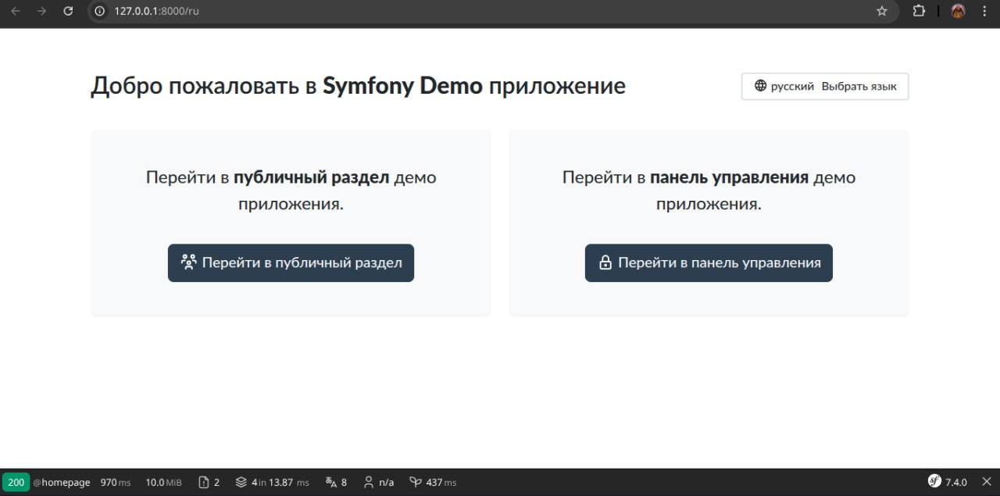 127.0.0.1:8000/ru
Добро пожаловать в Symfony Demo приложение
русский Выбрать язык
Перейти в публичный раздел демо
приложения.
Перейти в публичный раздел
Перейти в панель управления демо
приложения.
Перейти в панель управления
200 @homepage 970 ms 10.0 MiB 2 4 in 13.87 ms 8 n/a 437 ms 7.4.0